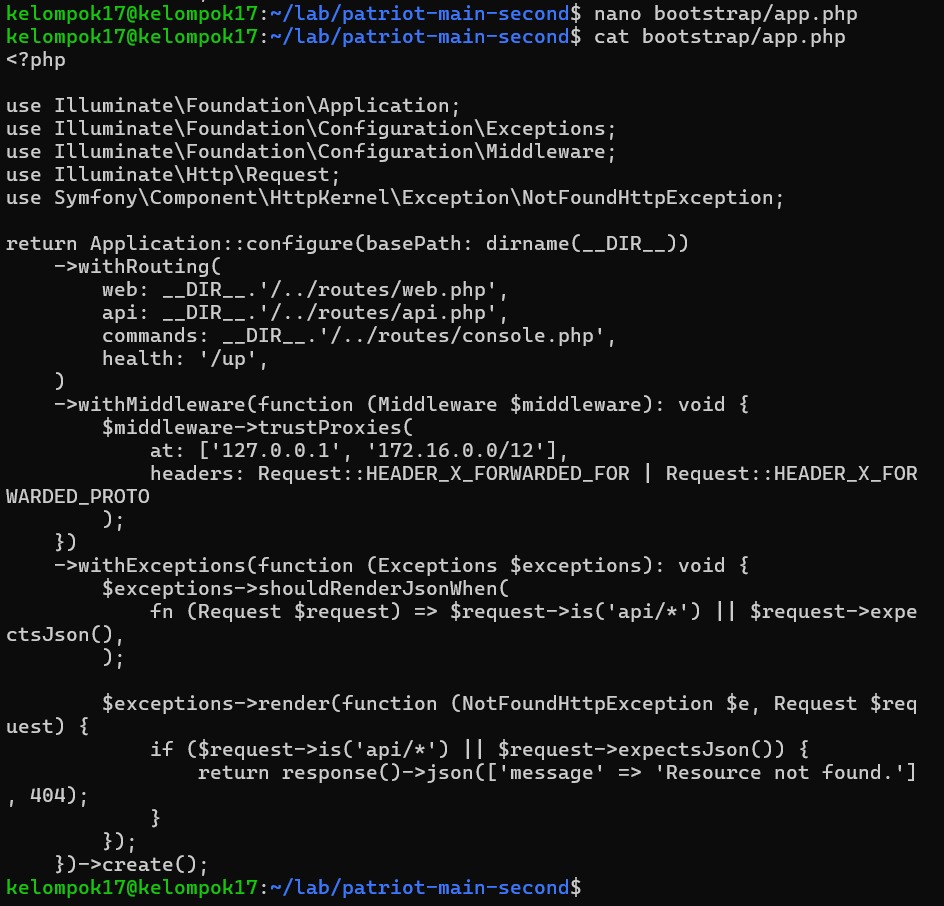 kelompok17@kelompok17:~/lab/patriot-main-second$ nano bootstrap/app.php
kelompok17@kelompok17:~/lab/patriot-main-second$ cat bootstrap/app.php
<?php

use Illuminate\Foundation\Application;
use Illuminate\Foundation\Configuration\Exceptions;
use Illuminate\Foundation\Configuration\Middleware;
use Illuminate\Http\Request;
use Symfony\Component\HttpKernel\Exception\NotFoundHttpException;

return Application::configure(basePath: dirname(__DIR__))
    ->withRouting(
        web: __DIR__.'/../routes/web.php',
        api: __DIR__.'/../routes/api.php',
        commands: __DIR__.'/../routes/console.php',
        health: '/up',
    )
    ->withMiddleware(function (Middleware $middleware): void {
        $middleware->trustProxies(
            at: ['127.0.0.1', '172.16.0.0/12'],
            headers: Request::HEADER_X_FORWARDED_FOR | Request::HEADER_X_FOR
WARDED_PROTO
        );
    })
    ->withExceptions(function (Exceptions $exceptions): void {
        $exceptions->shouldRenderJsonWhen(
            fn (Request $request) => $request->is('api/*') || $request->expe
ctsJson(),
        );

        $exceptions->render(function (NotFoundHttpException $e, Request $req
uest) {
            if ($request->is('api/*') || $request->expectsJson()) {
                return response()->json(['message' => 'Resource not found.']
, 404);
            }
        });
    })->create();
kelompok17@kelompok17:~/lab/patriot-main-second$